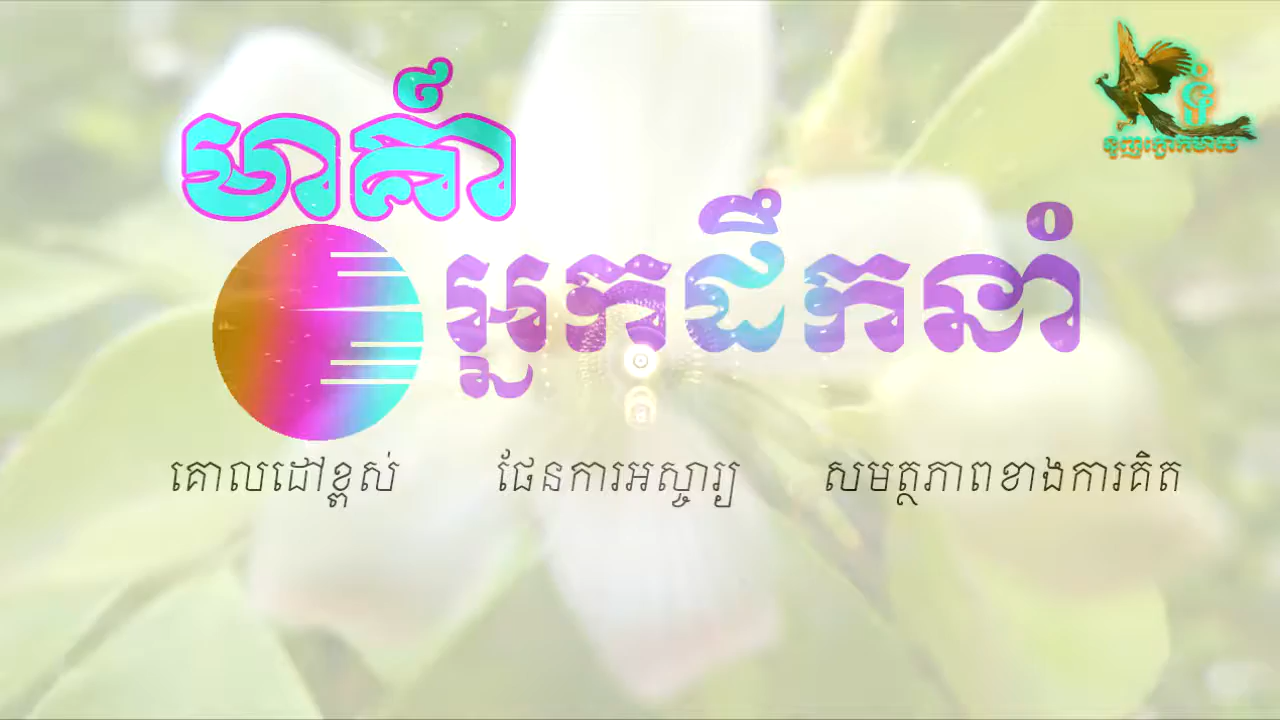 មាគ៌ា
អ្នកដឹកនាំ
គោលដៅខ្ពស់ ផែនការអស្ចារ្យ សមត្ថភាពខាងការគិត